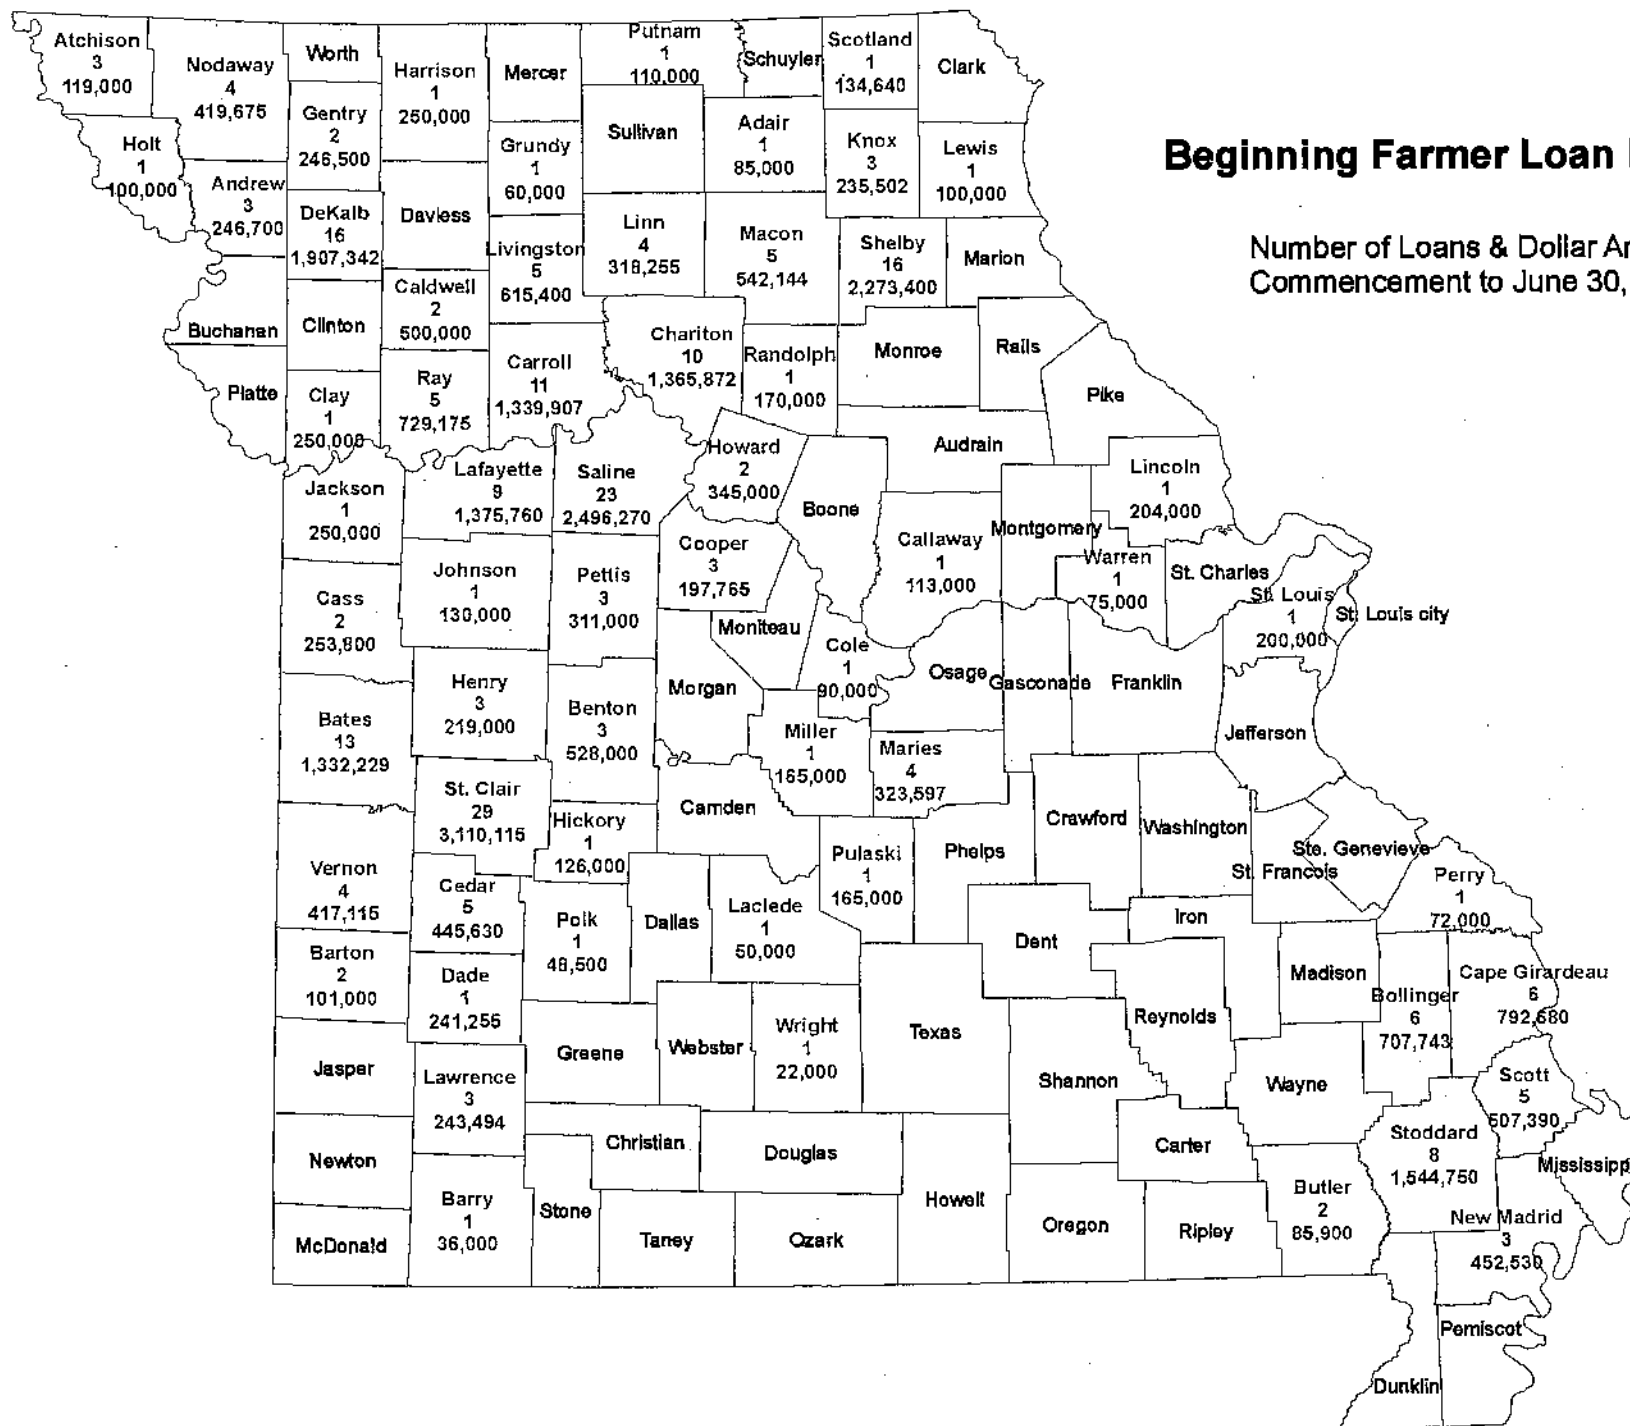 Beginning Farmer Loan
Number of Loans & Dollar
Commencement to June 30,
Atchison
3
119,000
Nodaway
4
419,675
Worth
Harrison
1
250,000
Mercer
Putnam
1
110,000
Schuyler
Scotland
1
134,640
Clark
Holt
1
100,000
Gentry
2
246,500
Grundy
1
60,000
Sullivan
Adair
1
85,000
Knox
3
235,502
Lewis
1
100,000
Andrew
3
246,700
DeKalb
16
1,907,342
Daviess
Livingston
5
615,400
Linn
4
318,255
Macon
5
542,144
Shelby
16
2,273,400
Marion
Buchanan
Clinton
Caldwell
2
500,000
Chariton
10
1,365,872
Randolph
1
170,000
Monroe
Ralls
Pike
Platte
Clay
1
250,000
Ray
5
729,175
Carroll
11
1,339,907
Howard
2
345,000
Audrain
Lincoln
1
204,000
Jackson
1
250,000
Lafayette
9
1,375,760
Saline
23
2,496,270
Cooper
3
197,765
Boone
Callaway
1
113,000
Montgomery
Warren
1
75,000
St. Charles
St. Louis
1
200,000
St. Louis city
Cass
2
253,800
Johnson
1
130,000
Pettis
3
311,000
Moniteau
Cole
1
90,000
Osage
Gasconade
Franklin
Jefferson
Bates
13
1,332,229
Henry
3
219,000
Benton
3
528,000
Morgan
Miller
1
165,000
Maries
4
323,597
St. Clair
29
3,110,115
Hickory
1
126,000
Camden
Pulaski
1
165,000
Phelps
Crawford
Washington
St. Francois
Ste. Genevieve
Perry
1
72,000
Vernon
4
417,115
Cedar
5
445,630
Polk
1
48,500
Dallas
Laclede
1
50,000
Dent
Iron
Madison
Bollinger
6
707,743
Cape Girardeau
6
792,680
Barton
2
101,000
Dade
1
241,255
Greene
Webster
Wright
1
22,000
Texas
Reynolds
Shannon
Wayne
Scott
5
507,390
Jasper
Lawrence
3
243,494
Christian
Douglas
Carter
Stoddard
8
1,544,750
Mississipp
Newton
Barry
1
36,000
Stone
Taney
Ozark
Howell
Oregon
Ripley
Butler
2
85,900
New Madrid
3
452,530
McDonald
Pemiscot
Dunklin